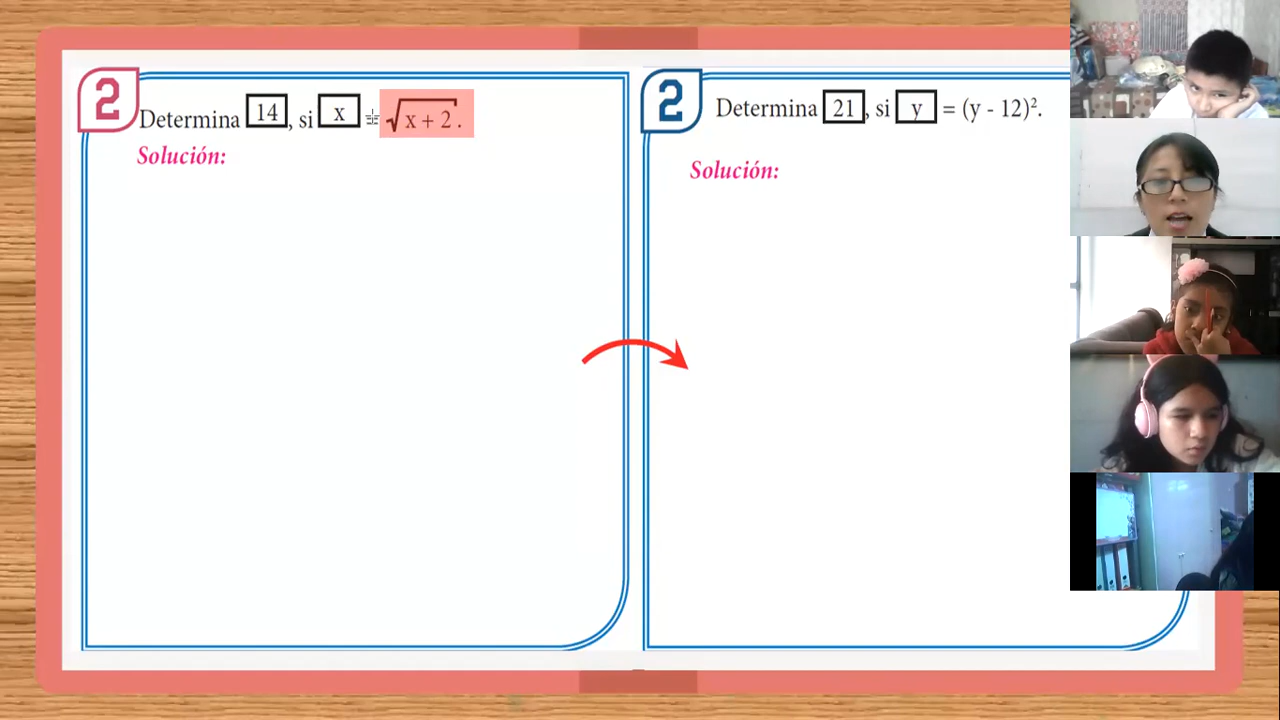 2
Determina 14, si x = √x + 2.
Solución:
2
Determina 21, si y = (y - 12)².
Solución: